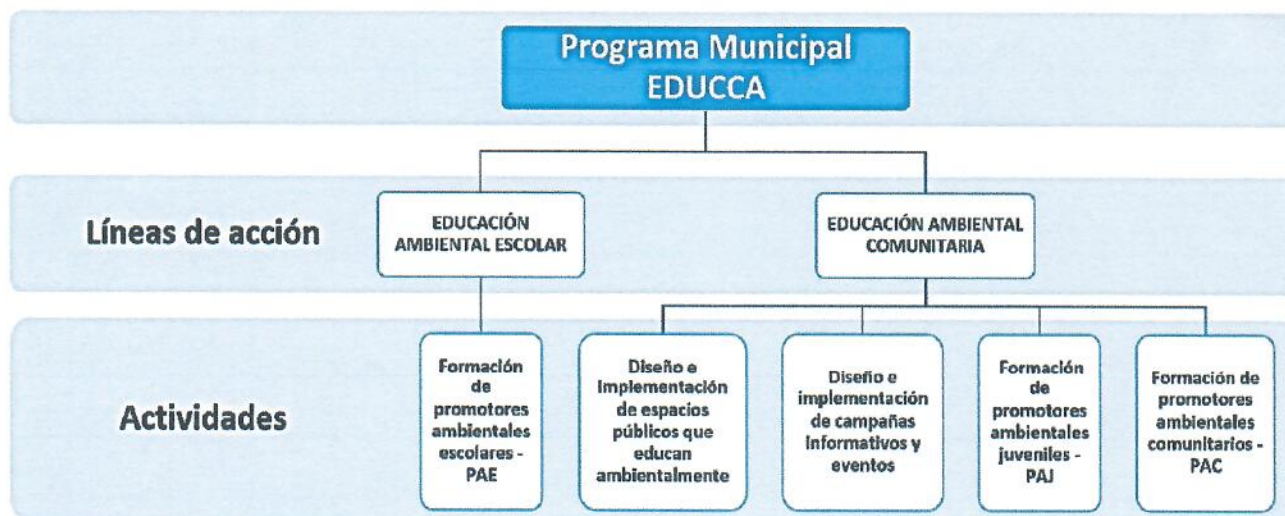 Programa Municipal
EDUCCA
Líneas de acción
EDUCACIÓN
AMBIENTAL ESCOLAR
EDUCACIÓN AMBIENTAL
COMUNITARIA
Actividades
Formación
de
promotores
ambientales
escolares -
PAE
Diseño e
implementación
de espacios
públicos que
educan
ambientalmente
Diseño e
implementación
de campañas
informativos y
eventos
Formación
de
promotores
ambientales
juveniles -
PAJ
Formación de
promotores
ambientales
comunitarios -
PAC